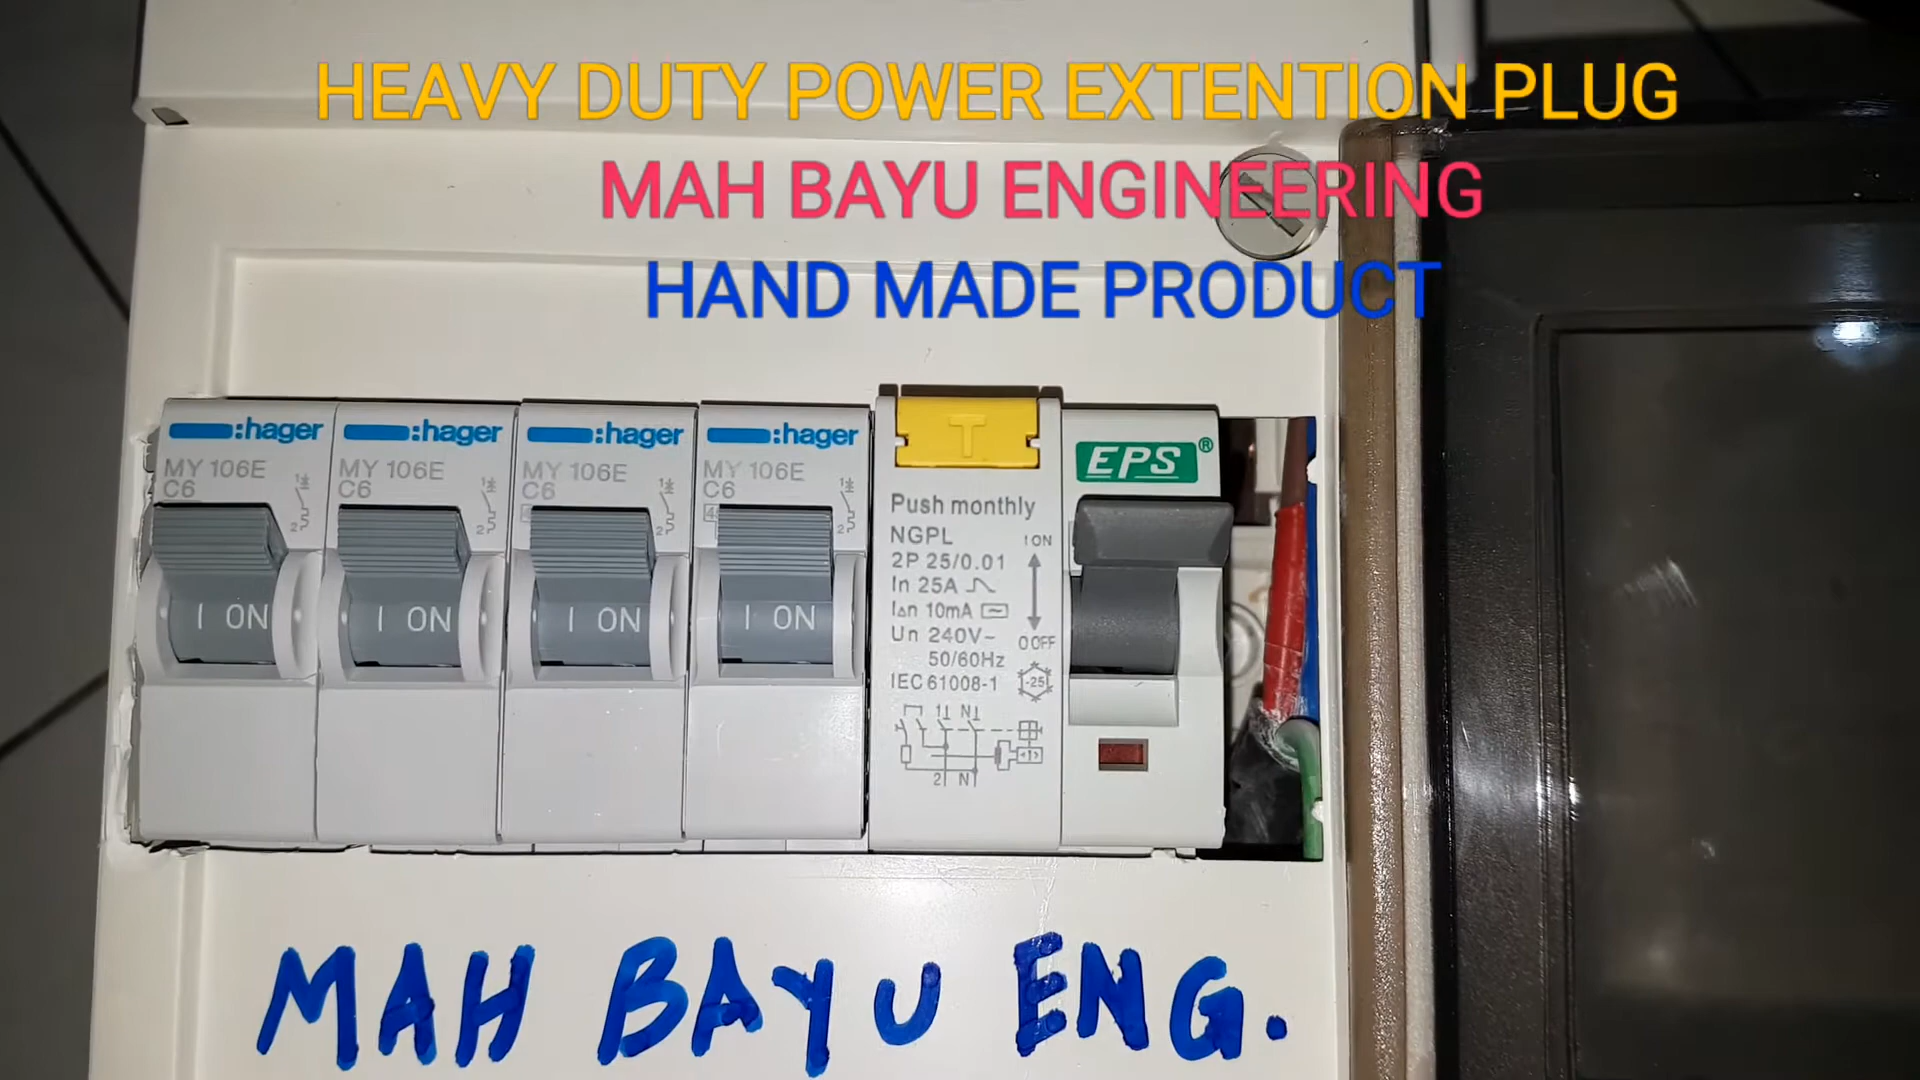 HEAVY DUTY POWER EXTENTION PLUG
MAH BAYU ENGINEERING
HAND MADE PRODUCT
:hager
MY 106E
C6
I ON
:hager
MY 106E
C6
I ON
:hager
MY 106E
C6
I ON
:hager
MY 106E
C6
I ON
T
Push monthly
NGPL
2P 25/0.01
In 25A
I∆n 10mA
Un 240V~
50/60Hz
IEC 61008-1
I ON
O OFF
-25
1 N
2 N
EPS®
MAH BAYU ENG.